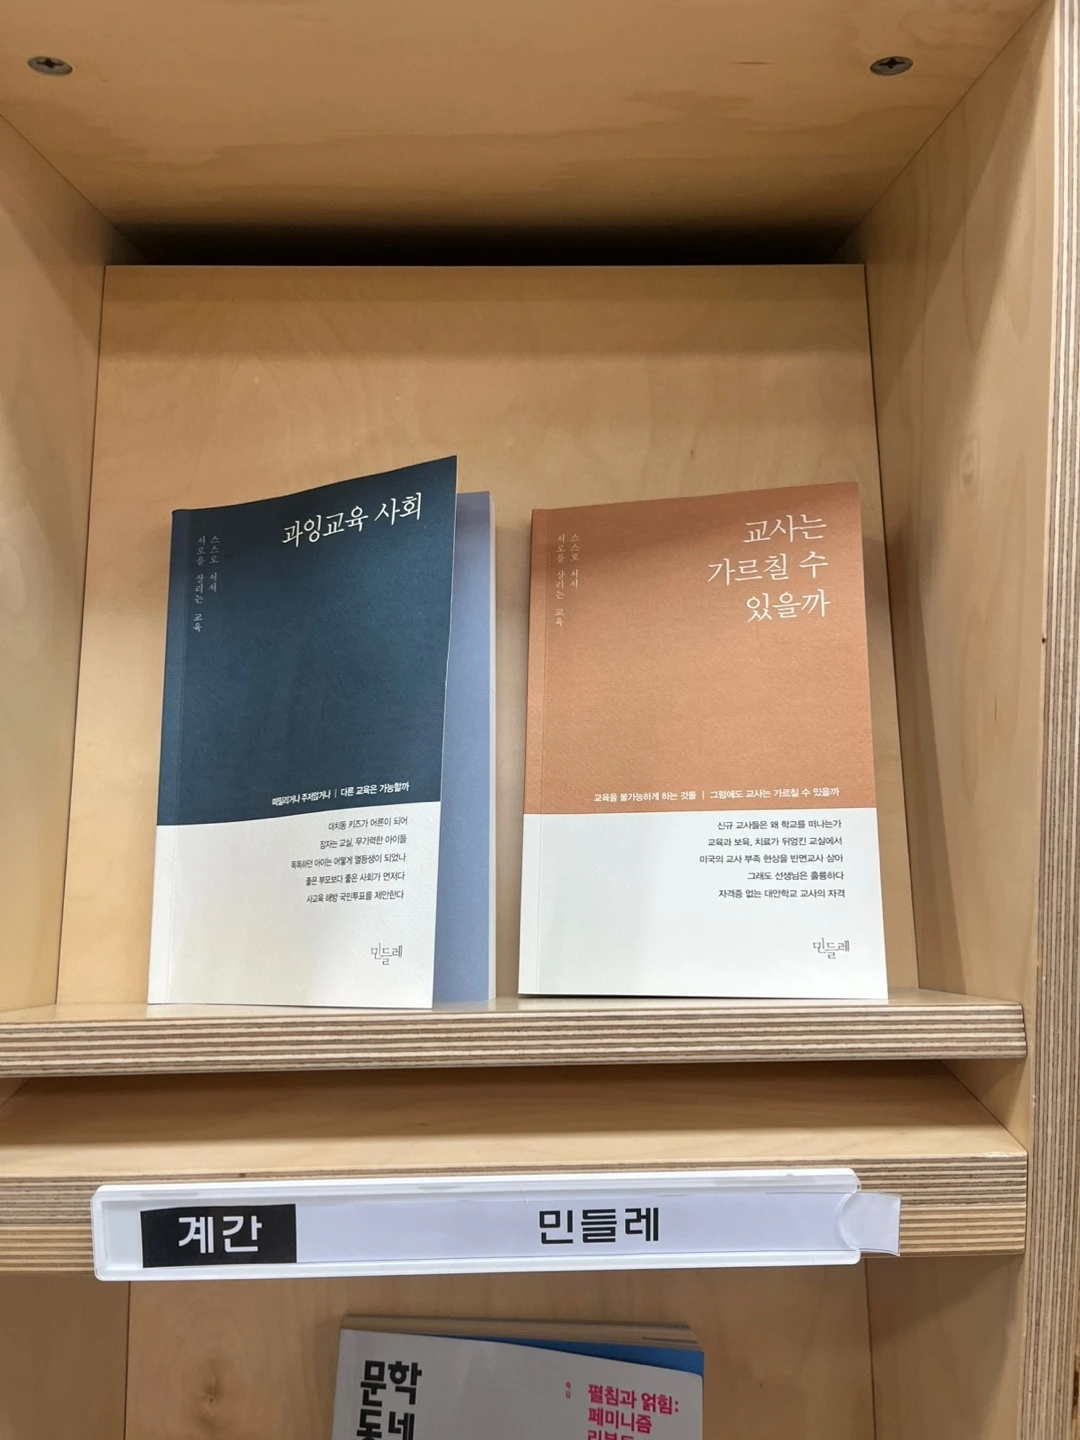 과잉교육 사회
스스로 서서
서로를 살리는 교육
떠밀리거나 주저앉거나 | 다른 교육은 가능할까
대치동 키즈가 어른이 되어
잠자는 교실, 무기력한 아이들
똑똑하던 아이는 어떻게 열등생이 되었나
좋은 부모보다 좋은 사회가 먼저다
사교육 해방 국민투표를 제안한다
민들레
교사는
가르칠 수
있을까
스스로 서서
서로를 살리는 교육
교육을 불가능하게 하는 것들 | 그럼에도 교사는 가르칠 수 있을까
신규 교사들은 왜 학교를 떠나는가
교육과 보육, 치료가 뒤엉킨 교실에서
미국의 교사 부족 현상을 반면교사 삼아
그래도 선생님은 훌륭하다
자격증 없는 대안학교 교사의 자격
민들레
계간 민들레
문학
동네
특집
펼침과 얽힘:
페미니즘